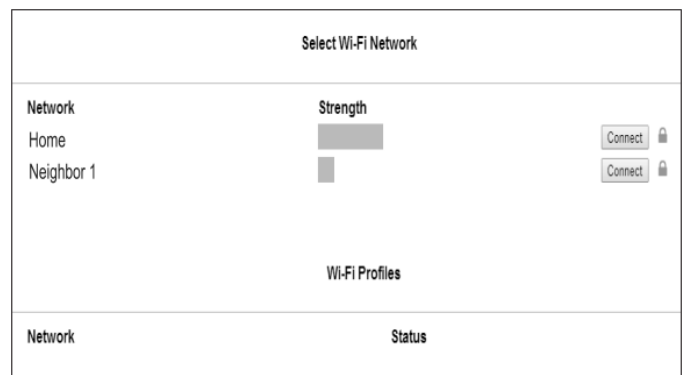 Select Wi-Fi Network
Network Strength
Home Connect
Neighbor 1 Connect
Wi-Fi Profiles
Network Status